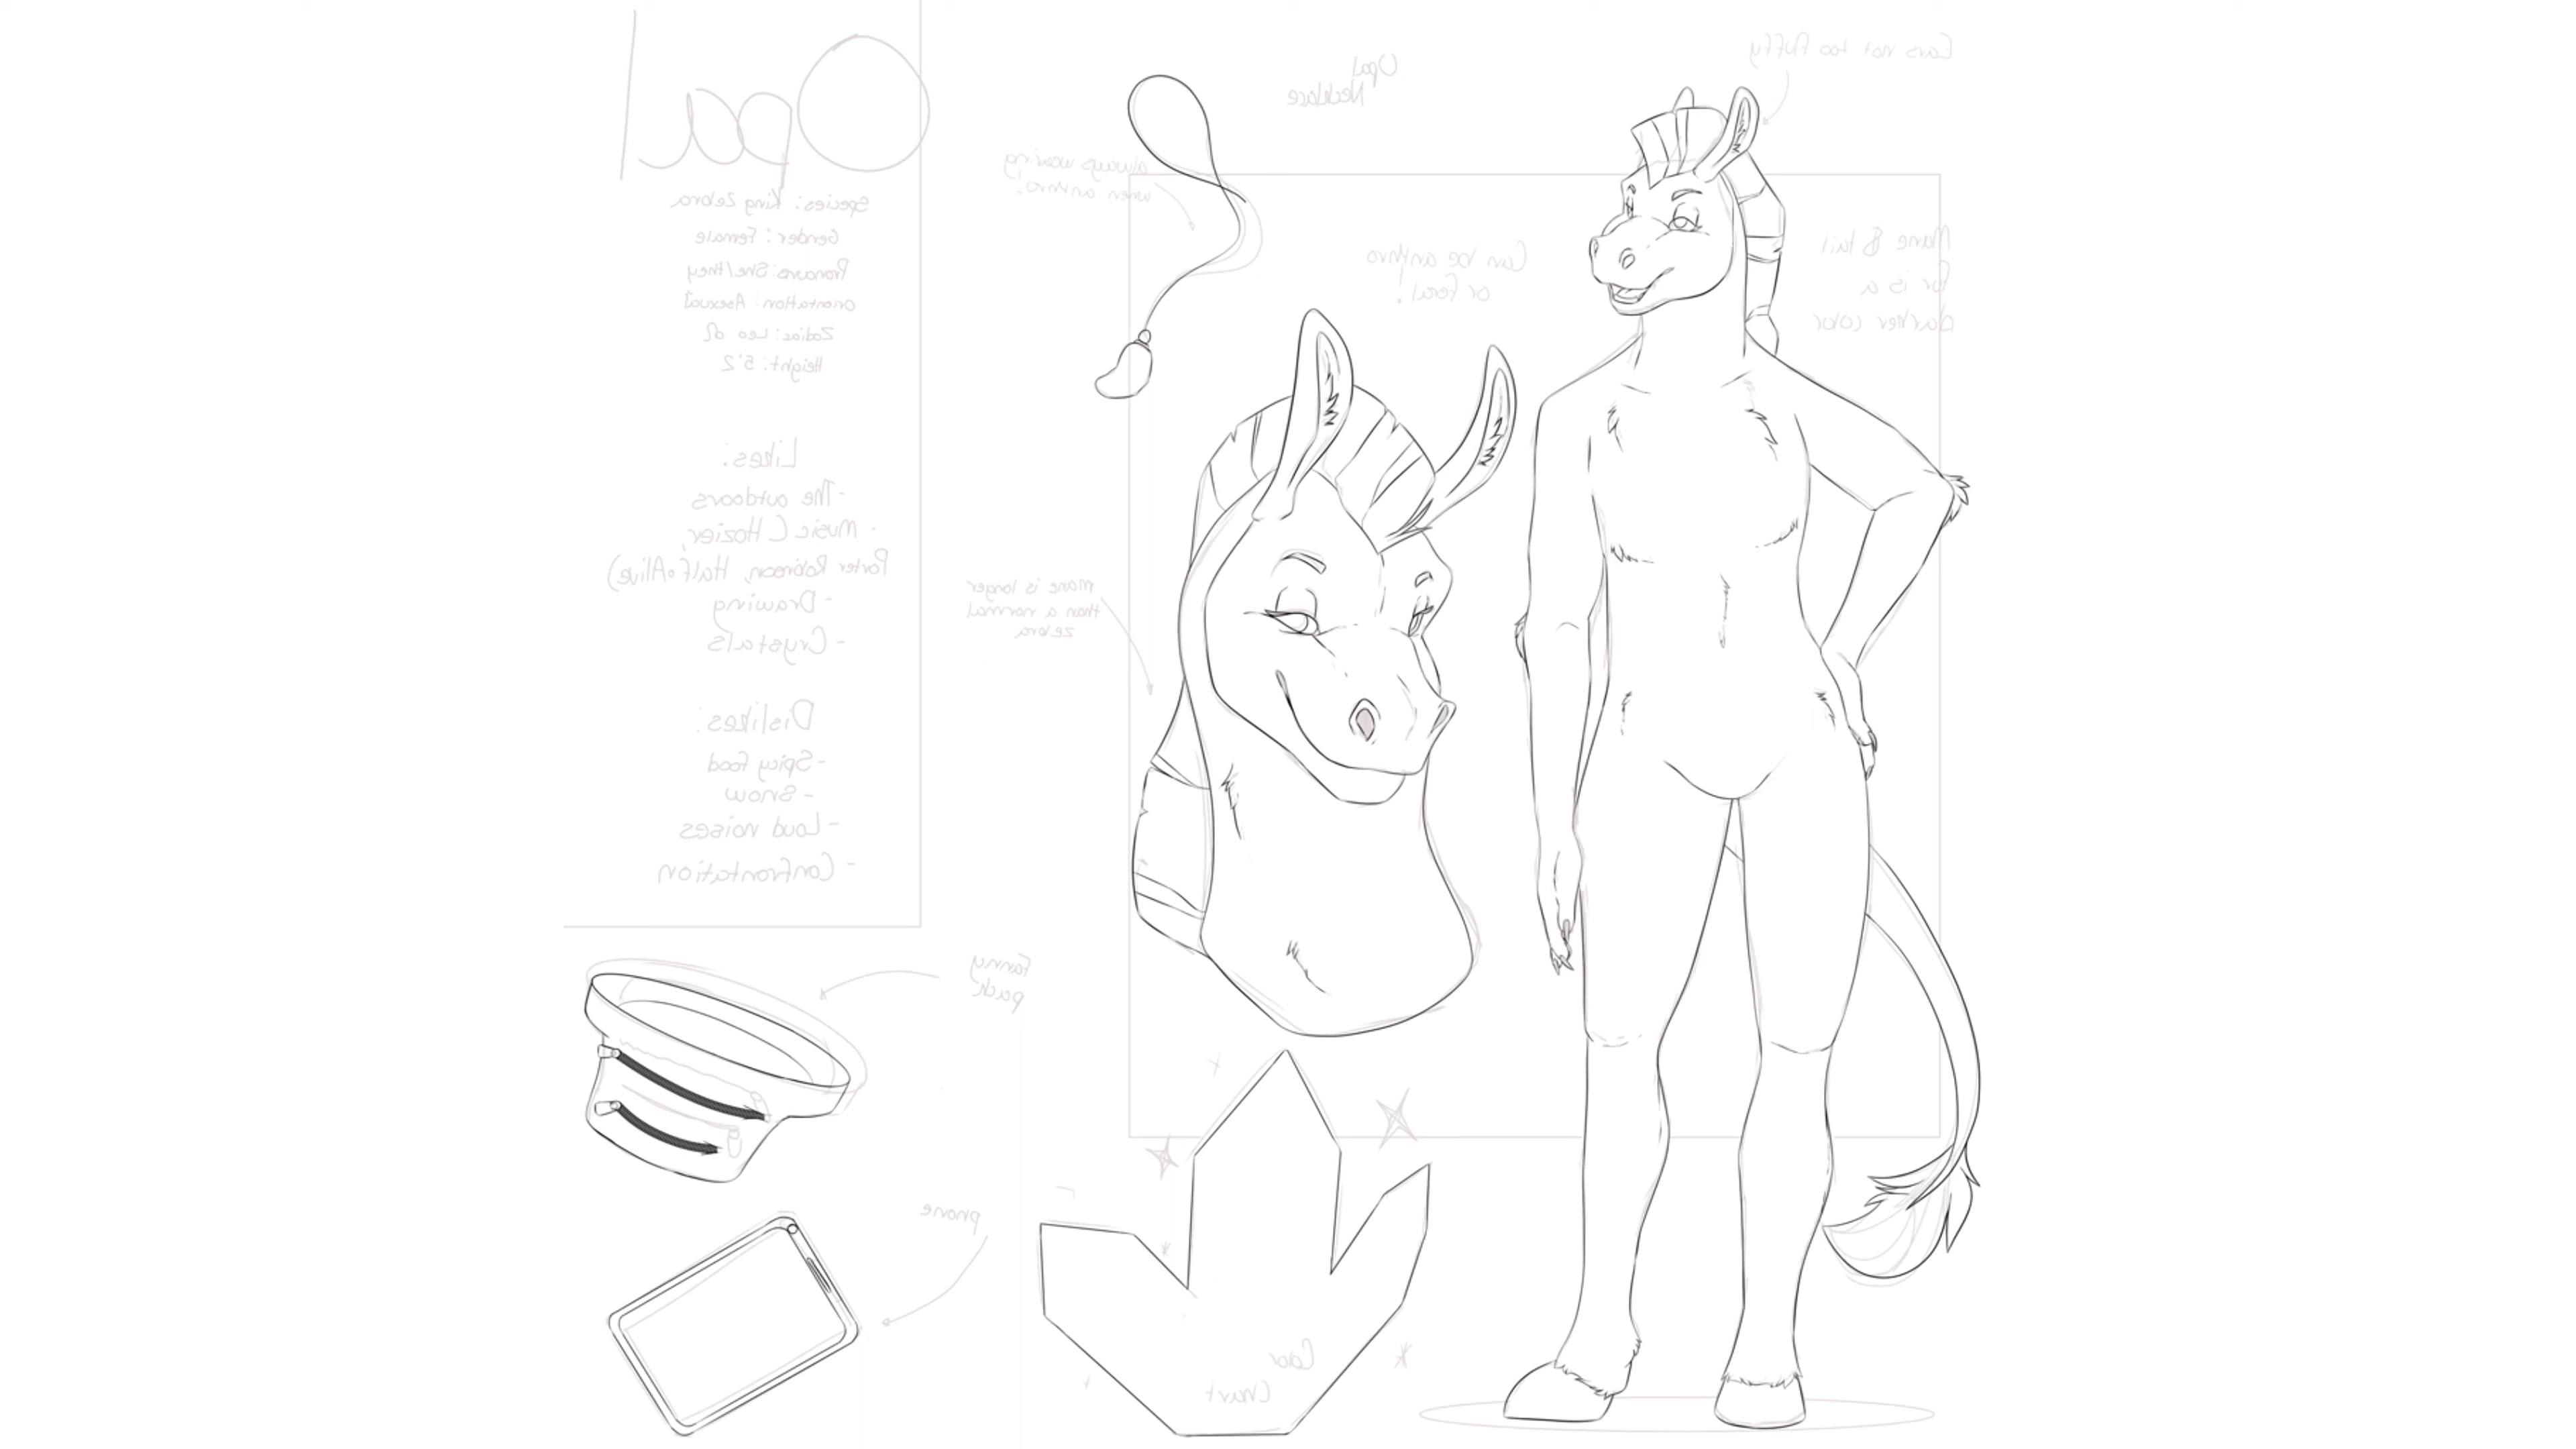 Opal
Species: King Zebra
Gender: Female
Pronouns: She/they
Orientation: Asexual
Zodiac: Leo ♌
Height: 5'2
Likes:
- The outdoors
- Music (Hozier,
Porter Robinson, Half•Alive)
- Drawing
- Crystals
Dislikes:
- Spicy food
- Snow
- Loud noises
- Confrontation
Opal
Necklace
always wearing
when anthro!
Can be anthro
or feral!
Ears not too fluffy
Mane & tail
fur is a
darker color
mane is longer
than a normal
zebra
Fanny
pack
phone
Color
Chart